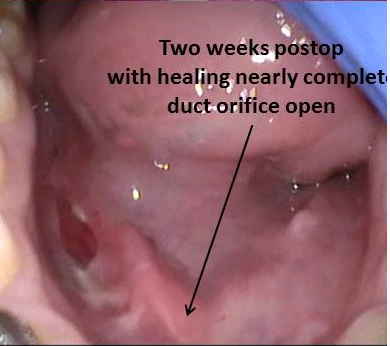 Two weeks postop
with healing nearly complete
duct orifice open